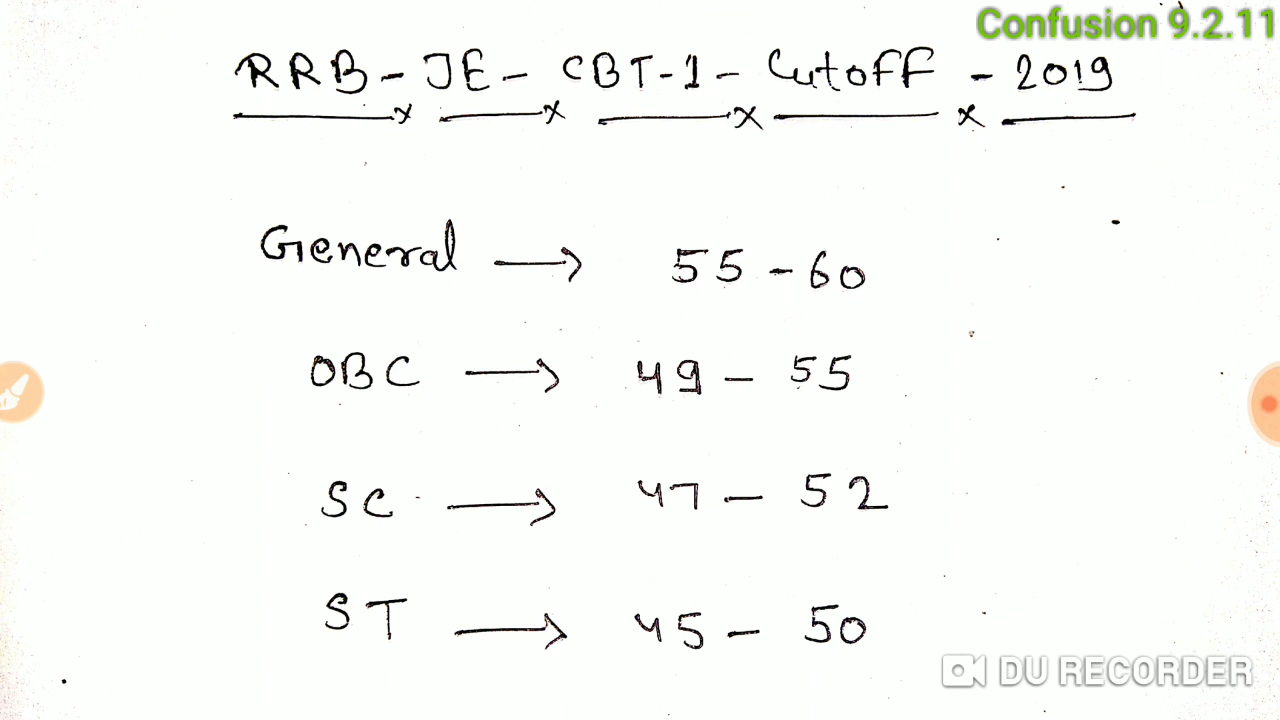 Confusion 9.2.11
RRB - JE - CBT-1 - Cutoff - 2019
General → 55 - 60
OBC → 49 - 55
SC → 47 - 52
ST → 45 - 50
DU RECORDER